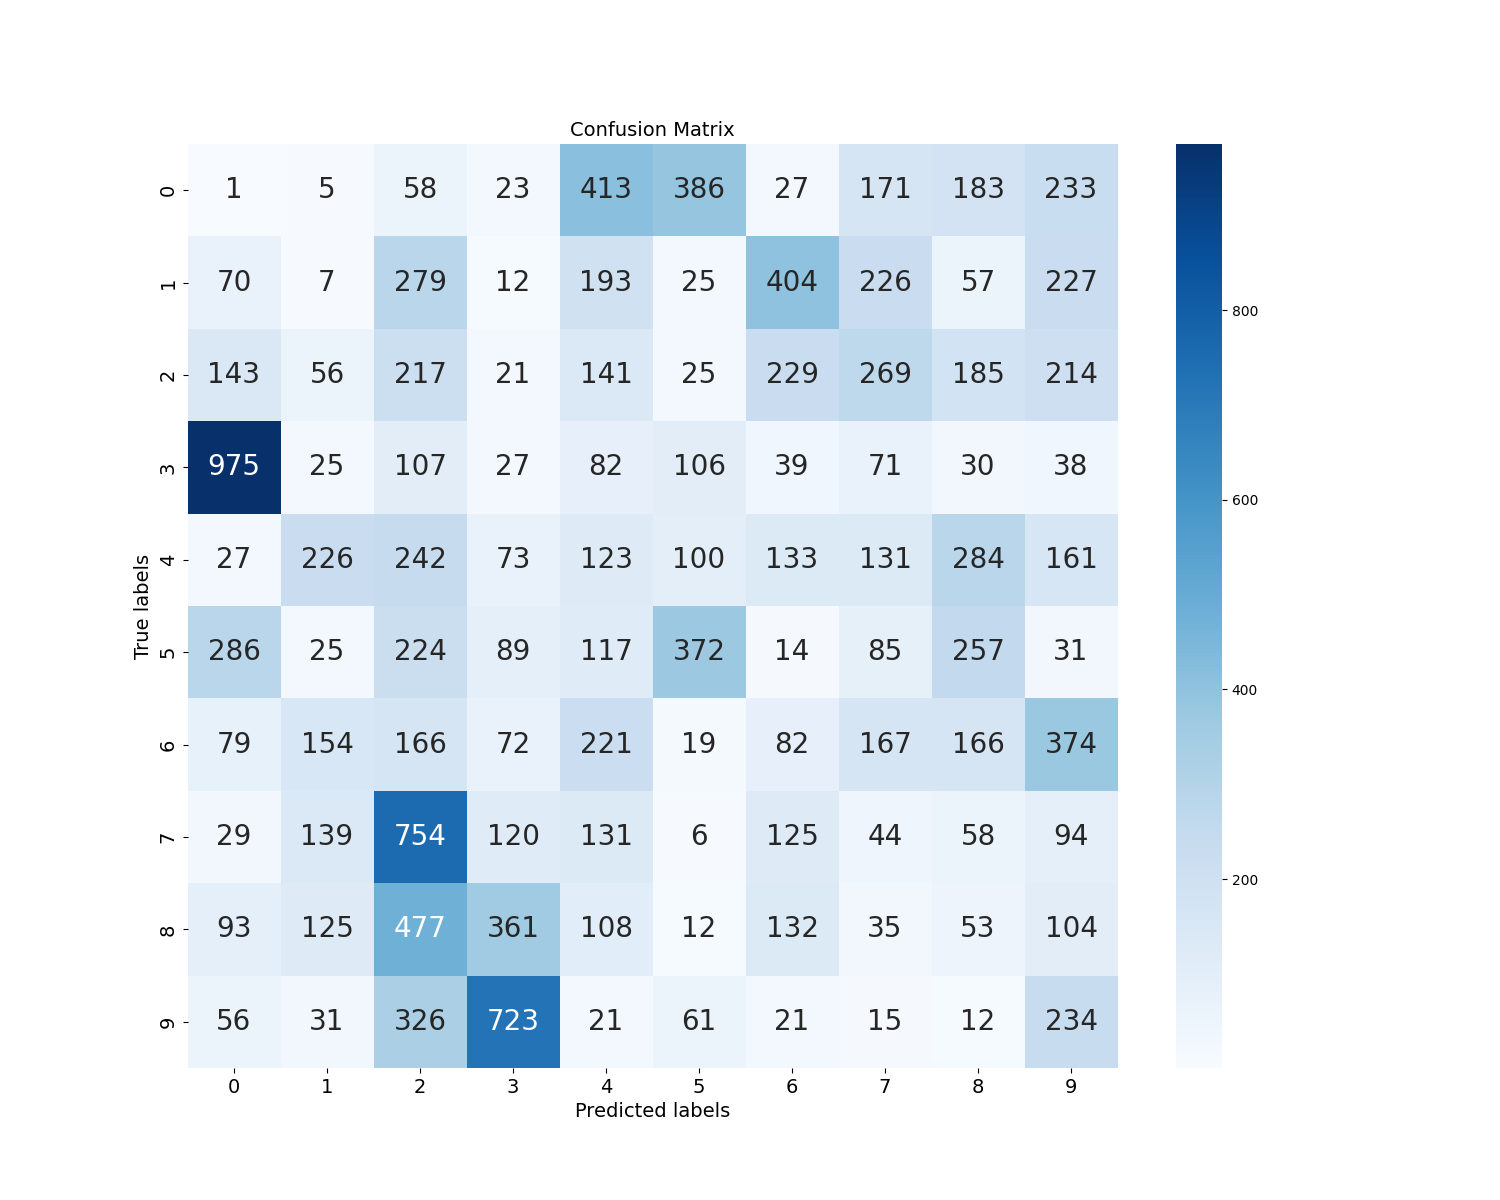 Confusion Matrix
0 1 5 58 23 413 386 27 171 183 233
1 70 7 279 12 193 25 404 226 57 227
2 143 56 217 21 141 25 229 269 185 214
3 975 25 107 27 82 106 39 71 30 38
4 27 226 242 73 123 100 133 131 284 161
5 286 25 224 89 117 372 14 85 257 31
6 79 154 166 72 221 19 82 167 166 374
7 29 139 754 120 131 6 125 44 58 94
8 93 125 477 361 108 12 132 35 53 104
9 56 31 326 723 21 61 21 15 12 234
0 1 2 3 4 5 6 7 8 9
Predicted labels
True labels
800
600
400
200